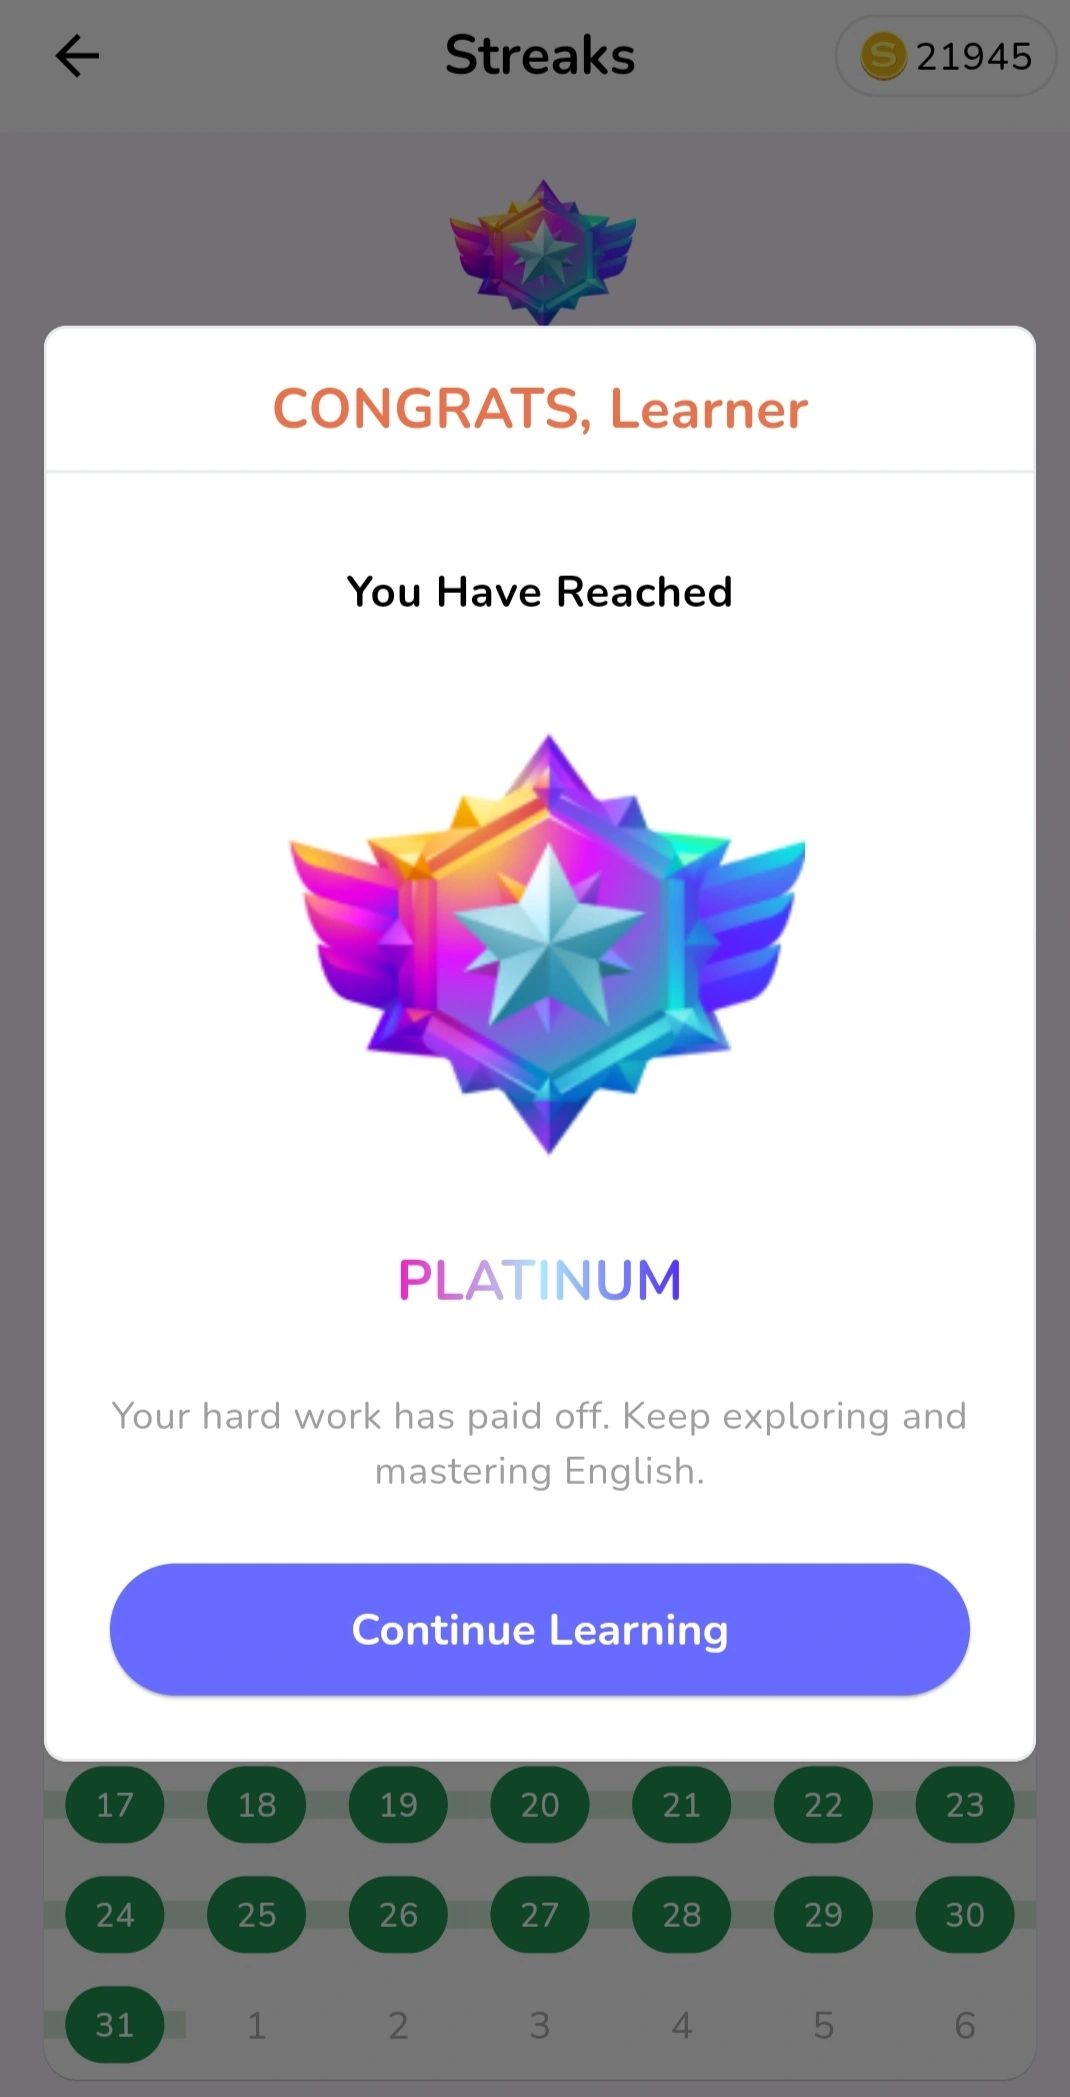 Streaks
S 21945
CONGRATS, Learner
You Have Reached
PLATINUM
Your hard work has paid off. Keep exploring and
mastering English.
Continue Learning
17 18 19 20 21 22 23
24 25 26 27 28 29 30
31 1 2 3 4 5 6